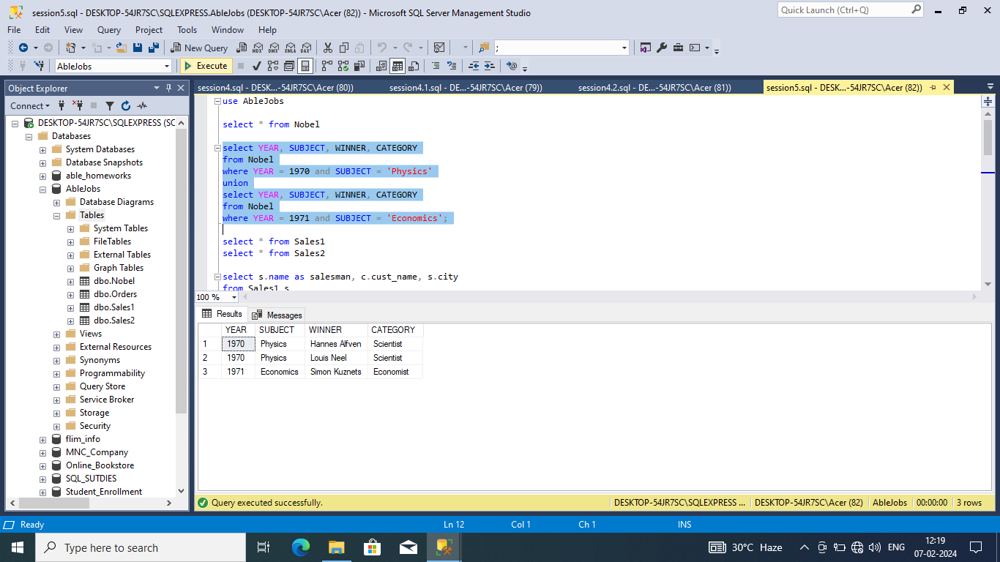 session5.sql - DESKTOP-54JR7SC\SQLEXPRESS.AbleJobs (DESKTOP-54JR7SC\Acer (82)) - Microsoft SQL Server Management Studio
Quick Launch (Ctrl+Q)
File Edit View Query Project Tools Window Help
New Query MDX DMX XMLA DAX ;
AbleJobs Execute
Object Explorer
session4.sql - DESK...-54JR7SC\Acer (80)) session4.1.sql - DE...-54JR7SC\Acer (79)) session4.2.sql - DE...-54JR7SC\Acer (81)) session5.sql - DESK...-54JR7SC\Acer (82))
Connect
DESKTOP-54JR7SC\SQLEXPRESS (SC
Databases
System Databases
Database Snapshots
able_homeworks
AbleJobs
Database Diagrams
Tables
System Tables
FileTables
External Tables
Graph Tables
dbo.Nobel
dbo.Orders
dbo.Sales1
dbo.Sales2
Views
External Resources
Synonyms
Programmability
Query Store
Service Broker
Storage
Security
flim_info
MNC_Company
Online_Bookstore
SQL_SUTDIES
Student_Enrollment
use AbleJobs
select * from Nobel
select YEAR, SUBJECT, WINNER, CATEGORY
from Nobel
where YEAR = 1970 and SUBJECT = 'Physics'
union
select YEAR, SUBJECT, WINNER, CATEGORY
from Nobel
where YEAR = 1971 and SUBJECT = 'Economics';
select * from Sales1
select * from Sales2
select s.name as salesman, c.cust_name, s.city
from Sales1 s
100 %
Results Messages
YEAR SUBJECT WINNER CATEGORY
1 1970 Physics Hannes Alfven Scientist
2 1970 Physics Louis Neel Scientist
3 1971 Economics Simon Kuznets Economist
Query executed successfully. DESKTOP-54JR7SC\SQLEXPRESS ... DESKTOP-54JR7SC\Acer (82) AbleJobs 00:00:00 3 rows
Ready Ln 12 Col 1 Ch 1 INS
Type here to search 30°C Haze ENG 12:19
07-02-2024